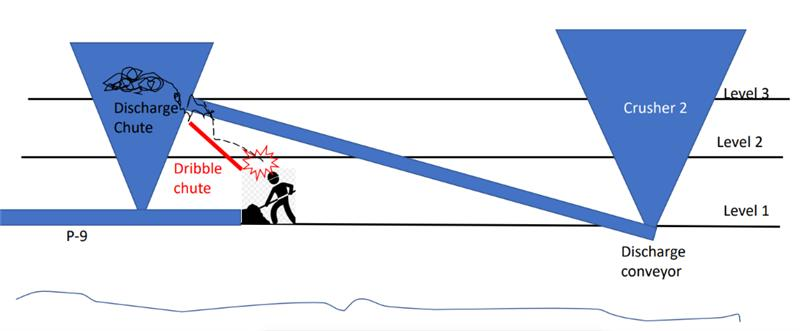 Level 3
Discharge
Chute
Crusher 2
Level 2
Dribble
chute
Level 1
P-9
Discharge
conveyor